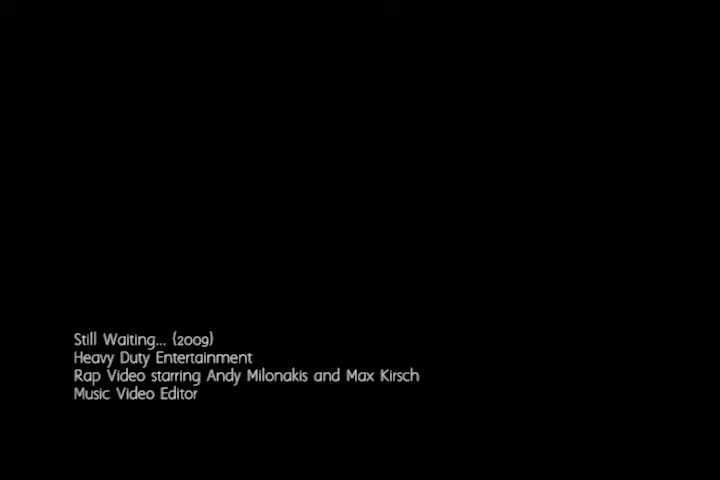 Still Waiting... (2009)
Heavy Duty Entertainment
Rap Video starring Andy Milonakis and Max Kirsch
Music Video Editor